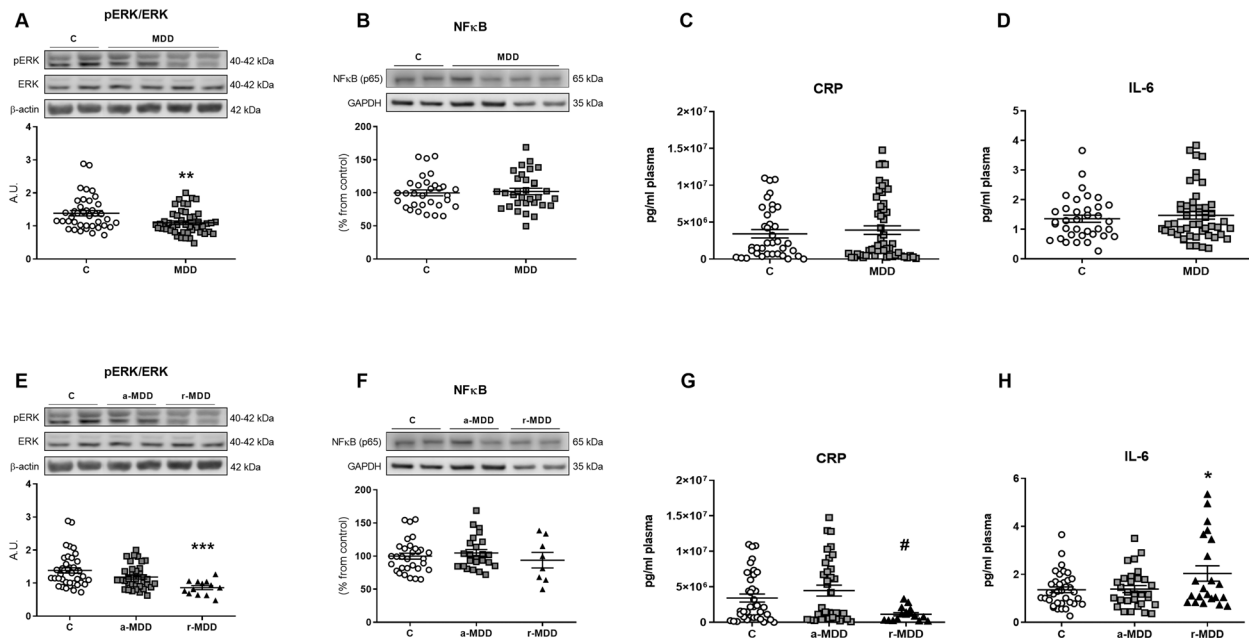 A
pERK/ERK
C MDD
pERK 40-42 kDa
ERK 40-42 kDa
β-actin 42 kDa
4
3
2
1
0
A.U.
**
C MDD
B
NFκB
C MDD
NFκB (p65) 65 kDa
GAPDH 35 kDa
200
150
100
50
0
(% from control)
C MDD
C
CRP
2×10⁷
1.5×10⁷
1×10⁷
5×10⁶
0
pg/ml plasma
C MDD
D
IL-6
5
4
3
2
1
0
pg/ml plasma
C MDD
E
pERK/ERK
C a-MDD r-MDD
pERK 40-42 kDa
ERK 40-42 kDa
β-actin 42 kDa
4
3
2
1
0
A.U.
***
C a-MDD r-MDD
F
NFκB
C a-MDD r-MDD
NFκB (p65) 65 kDa
GAPDH 35 kDa
200
150
100
50
0
(% from control)
C a-MDD r-MDD
G
CRP
2×10⁷
1.5×10⁷
1×10⁷
5×10⁶
0
pg/ml plasma
#
C a-MDD r-MDD
H
IL-6
6
4
2
0
pg/ml plasma
*
C a-MDD r-MDD